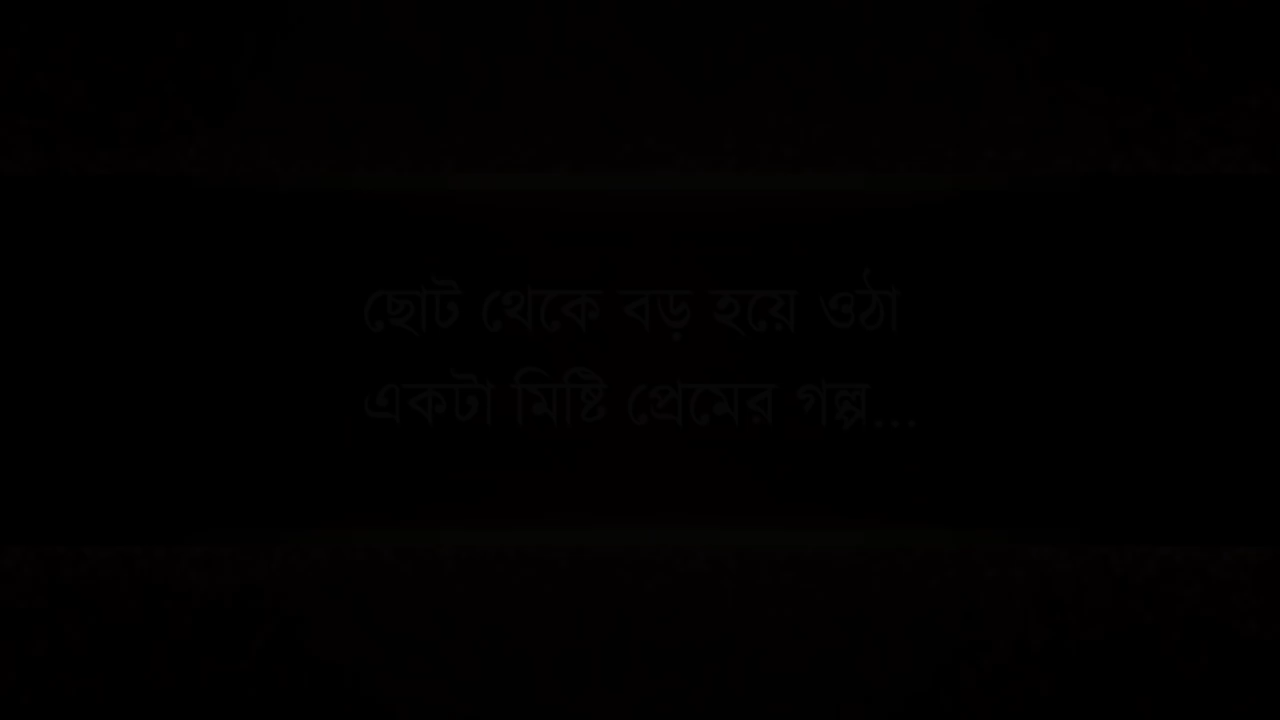 ছোট থেকে বড় হয়ে ওঠা
একটা মিষ্টি প্রেমের গল্প...